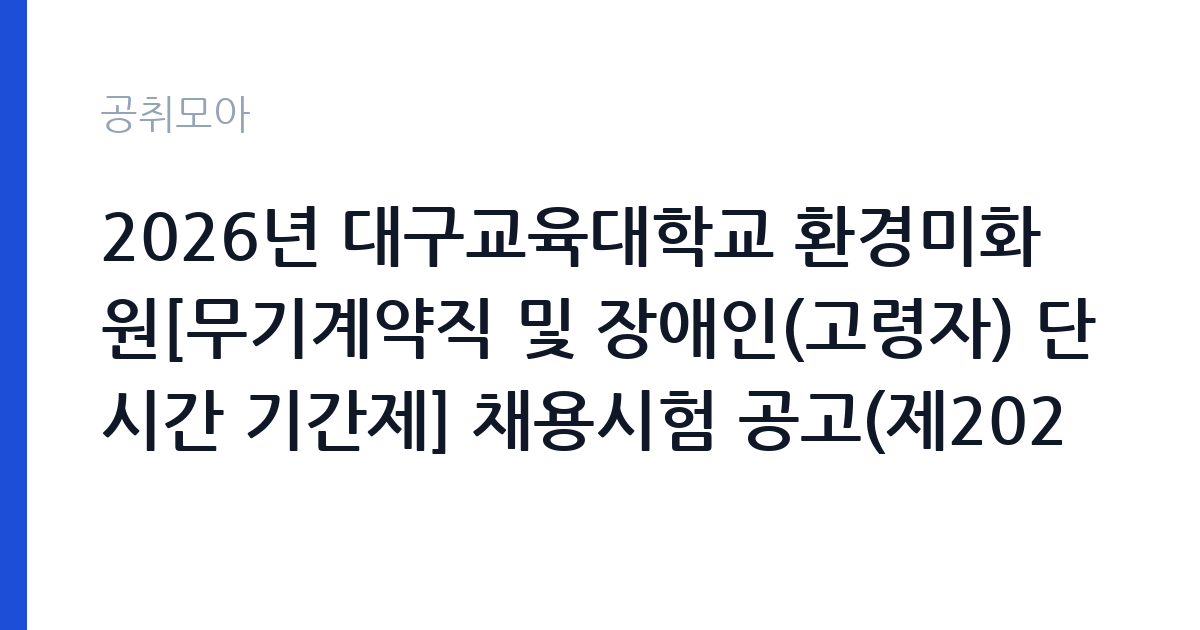 공취모아
2026년 대구교육대학교 환경미화
원[무기계약직 및 장애인(고령자) 단
시간 기간제] 채용시험 공고(제202